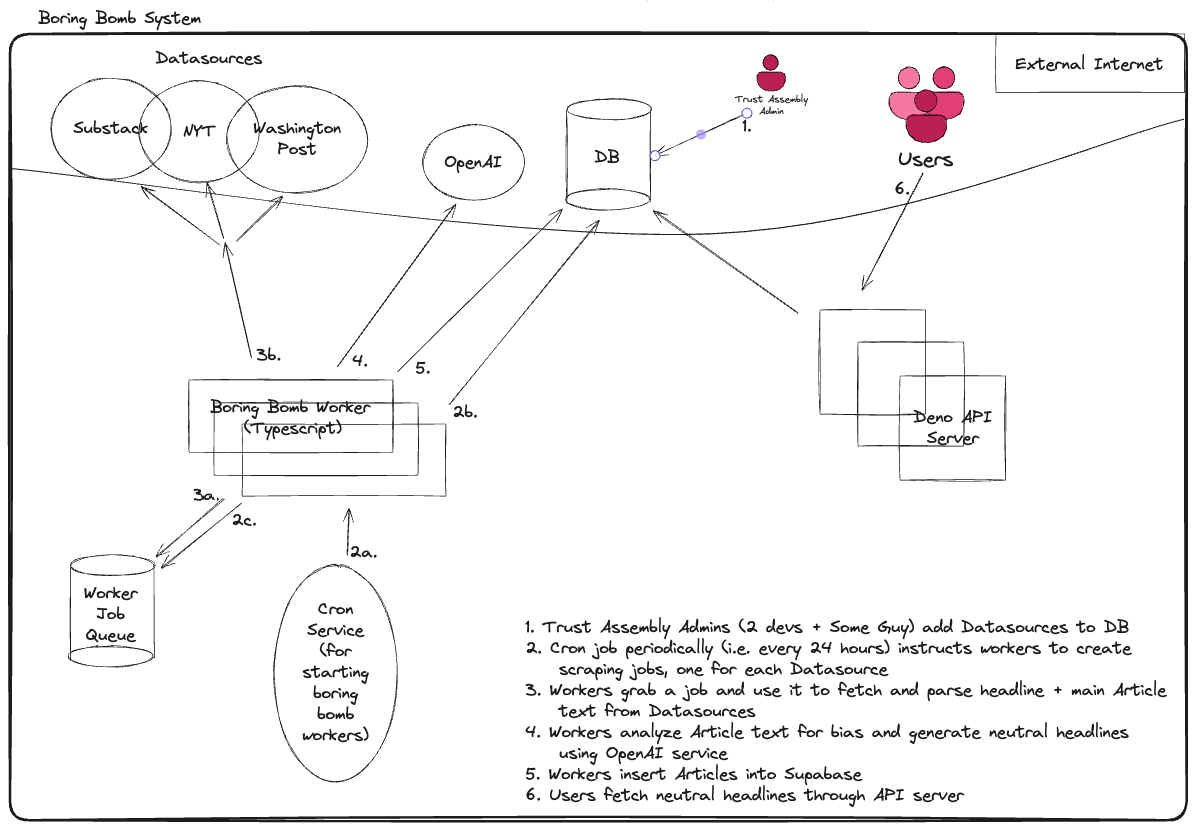 Boring Bomb System
Datasources
External Internet
Substack
NYT
Washington
Post
OpenAI
DB
Trust Assembly
Admin
1.
Users
6.
3b.
4.
5.
2b.
Boring Bomb Worker
(Typescript)
Deno API
Server
3a.
2c.
2a.
Worker
Job
Queue
Cron
Service
(for
starting
boring
bomb
workers)
1. Trust Assembly Admins (2 devs + Some Guy) add Datasources to DB
2. Cron job periodically (i.e. every 24 hours) instructs workers to create
scraping jobs, one for each Datasource
3. Workers grab a job and use it to fetch and parse headline + main Article
text from Datasources
4. Workers analyze Article text for bias and generate neutral headlines
using OpenAI service
5. Workers insert Articles into Supabase
6. Users fetch neutral headlines through API server